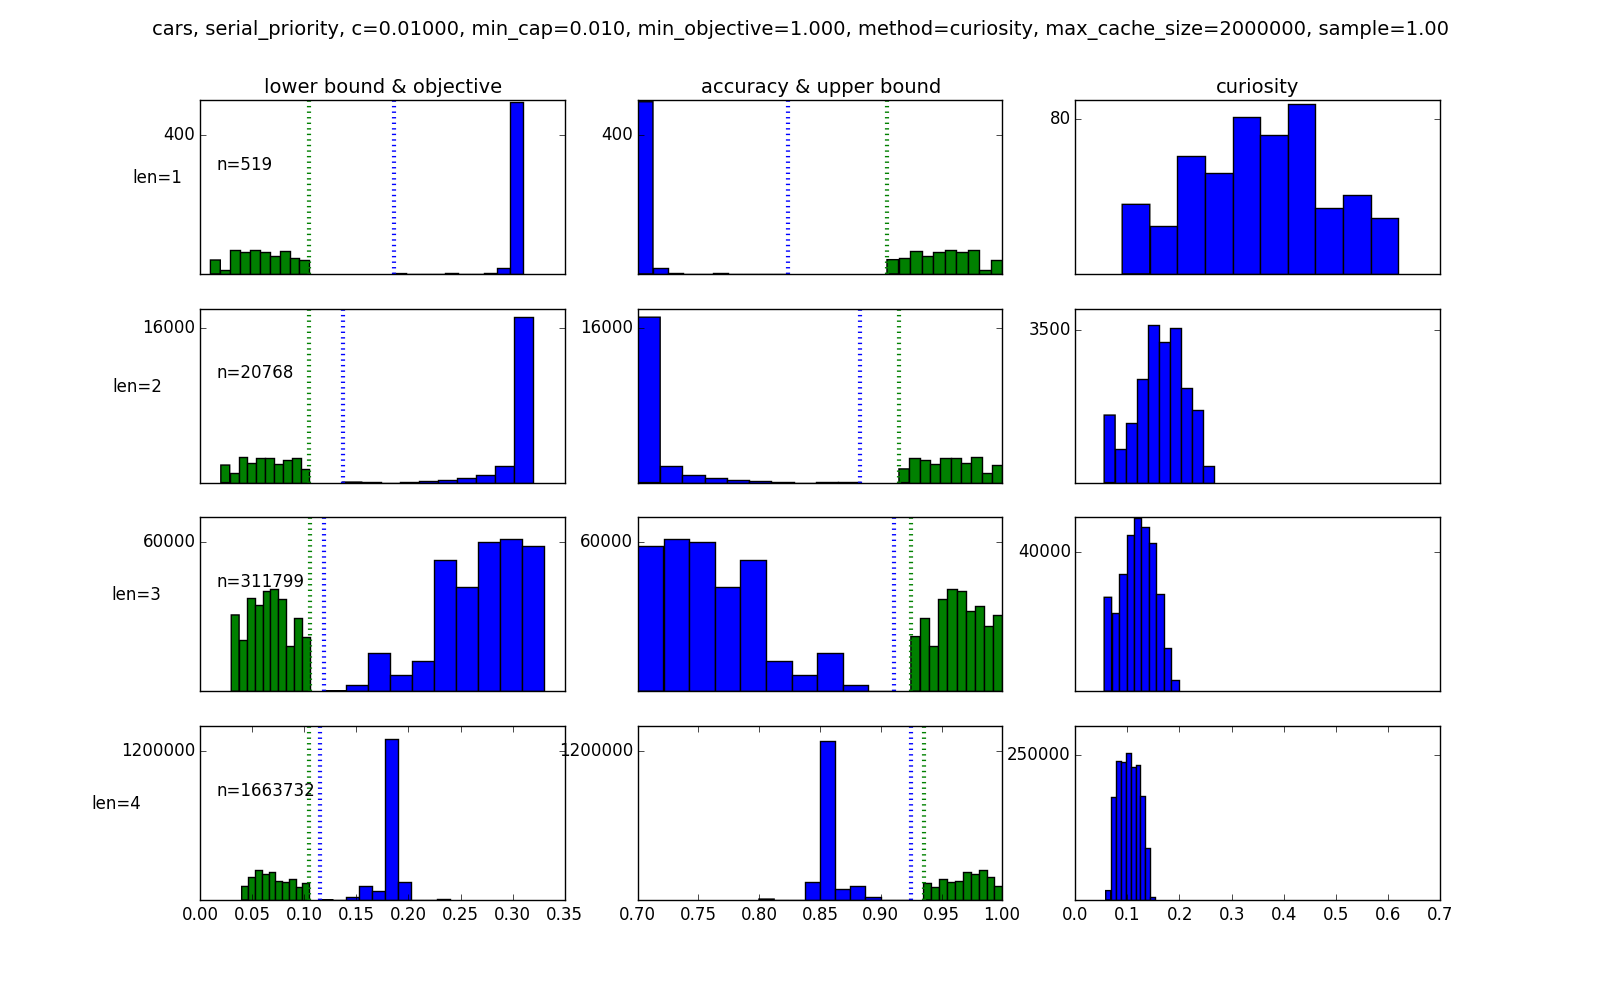 cars, serial_priority, c=0.01000, min_cap=0.010, min_objective=1.000, method=curiosity, max_cache_size=2000000, sample=1.00
lower bound & objective
accuracy & upper bound
curiosity
400
400
80
n=519
len=1
16000
16000
3500
n=20768
len=2
60000
60000
40000
n=311799
len=3
1200000
1200000
250000
n=1663732
len=4
0.00 0.05 0.10 0.15 0.20 0.25 0.30 0.35
0.70 0.75 0.80 0.85 0.90 0.95 1.00
0.0 0.1 0.2 0.3 0.4 0.5 0.6 0.7